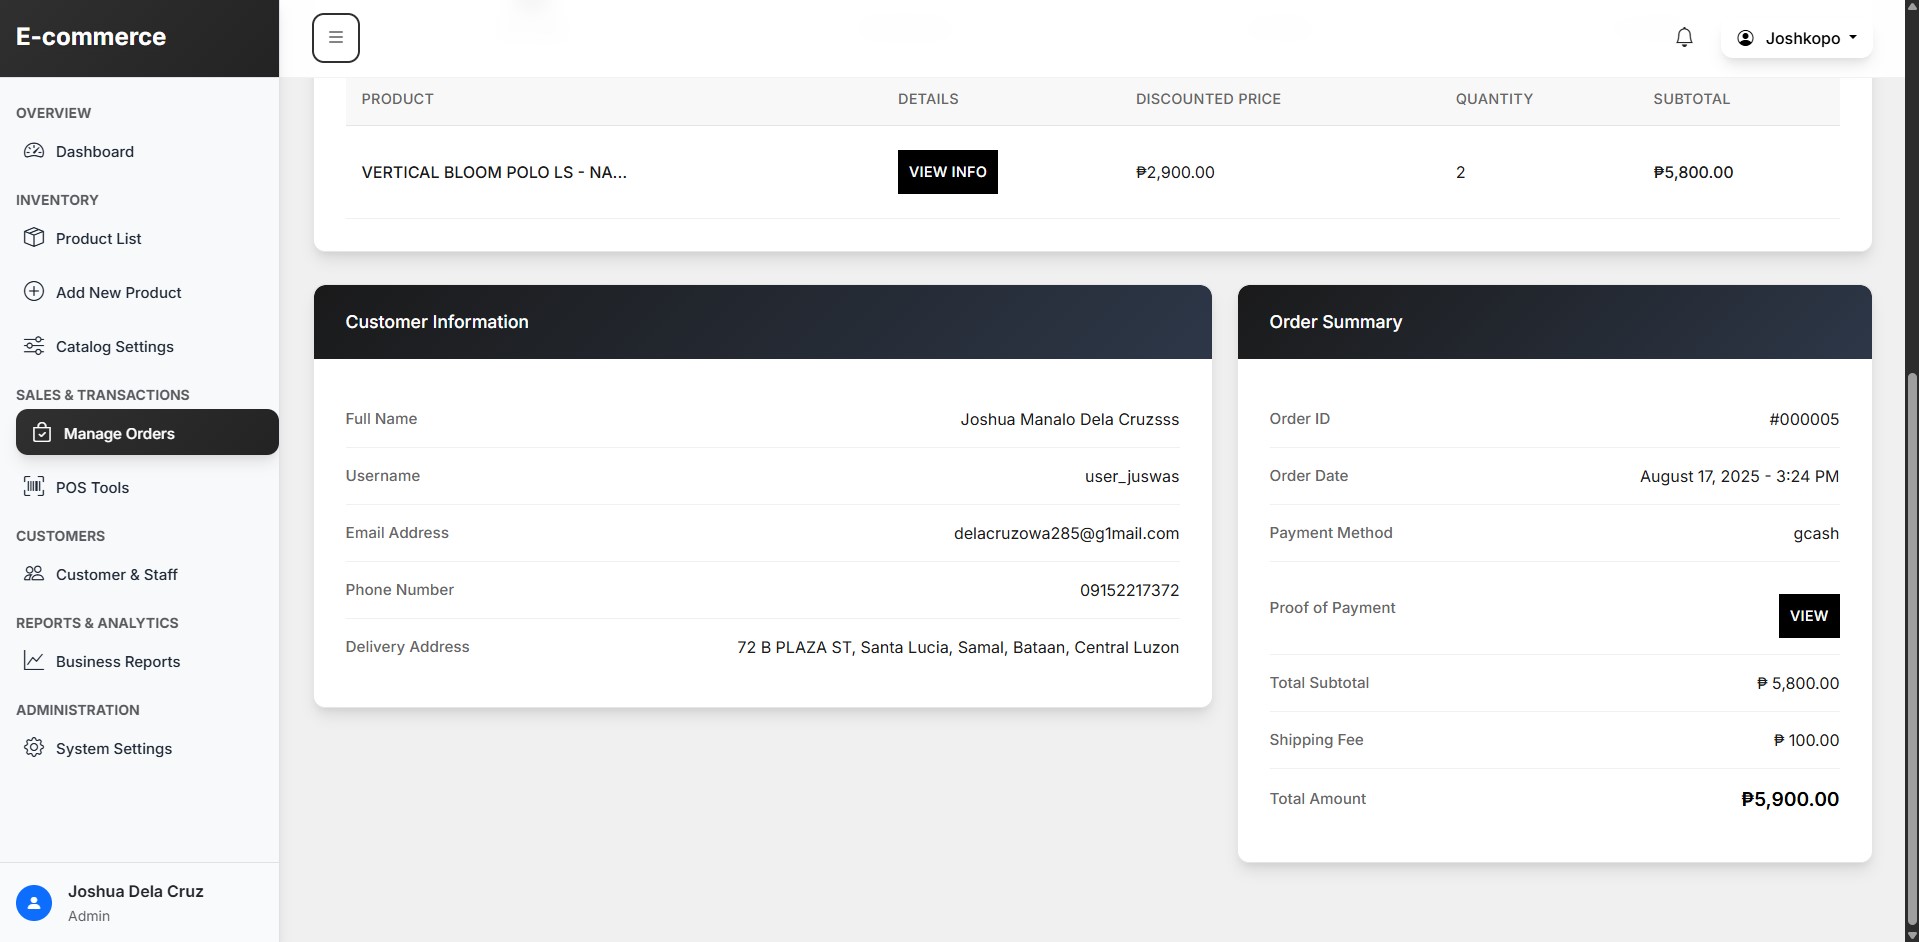 E-commerce
Joshkopo
OVERVIEW
Dashboard
INVENTORY
Product List
Add New Product
Catalog Settings
SALES & TRANSACTIONS
Manage Orders
POS Tools
CUSTOMERS
Customer & Staff
REPORTS & ANALYTICS
Business Reports
ADMINISTRATION
System Settings
Joshua Dela Cruz
Admin
PRODUCT DETAILS DISCOUNTED PRICE QUANTITY SUBTOTAL
VERTICAL BLOOM POLO LS - NA... VIEW INFO ₱2,900.00 2 ₱5,800.00
Customer Information
Full Name Joshua Manalo Dela Cruzsss
Username user_juswas
Email Address delacruzowa285@g1mail.com
Phone Number 09152217372
Delivery Address 72 B PLAZA ST, Santa Lucia, Samal, Bataan, Central Luzon
Order Summary
Order ID #000005
Order Date August 17, 2025 - 3:24 PM
Payment Method gcash
Proof of Payment VIEW
Total Subtotal ₱ 5,800.00
Shipping Fee ₱ 100.00
Total Amount ₱5,900.00